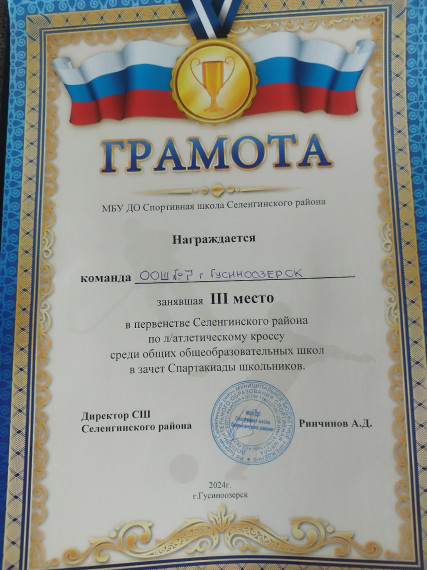 ГРАМОТА
МБУ ДО Спортивная школа Селенгинского района
Награждается
команда ООШ №7 г Гусиноозерск
занявшая III место
в первенстве Селенгинского района
по л/атлетическому кроссу
среди общих общеобразовательных школ
в зачет Спартакиады школьников.
Директор СШ
Селенгинского района
Ринчинов А.Д.
2024г.
г.Гусиноозерск